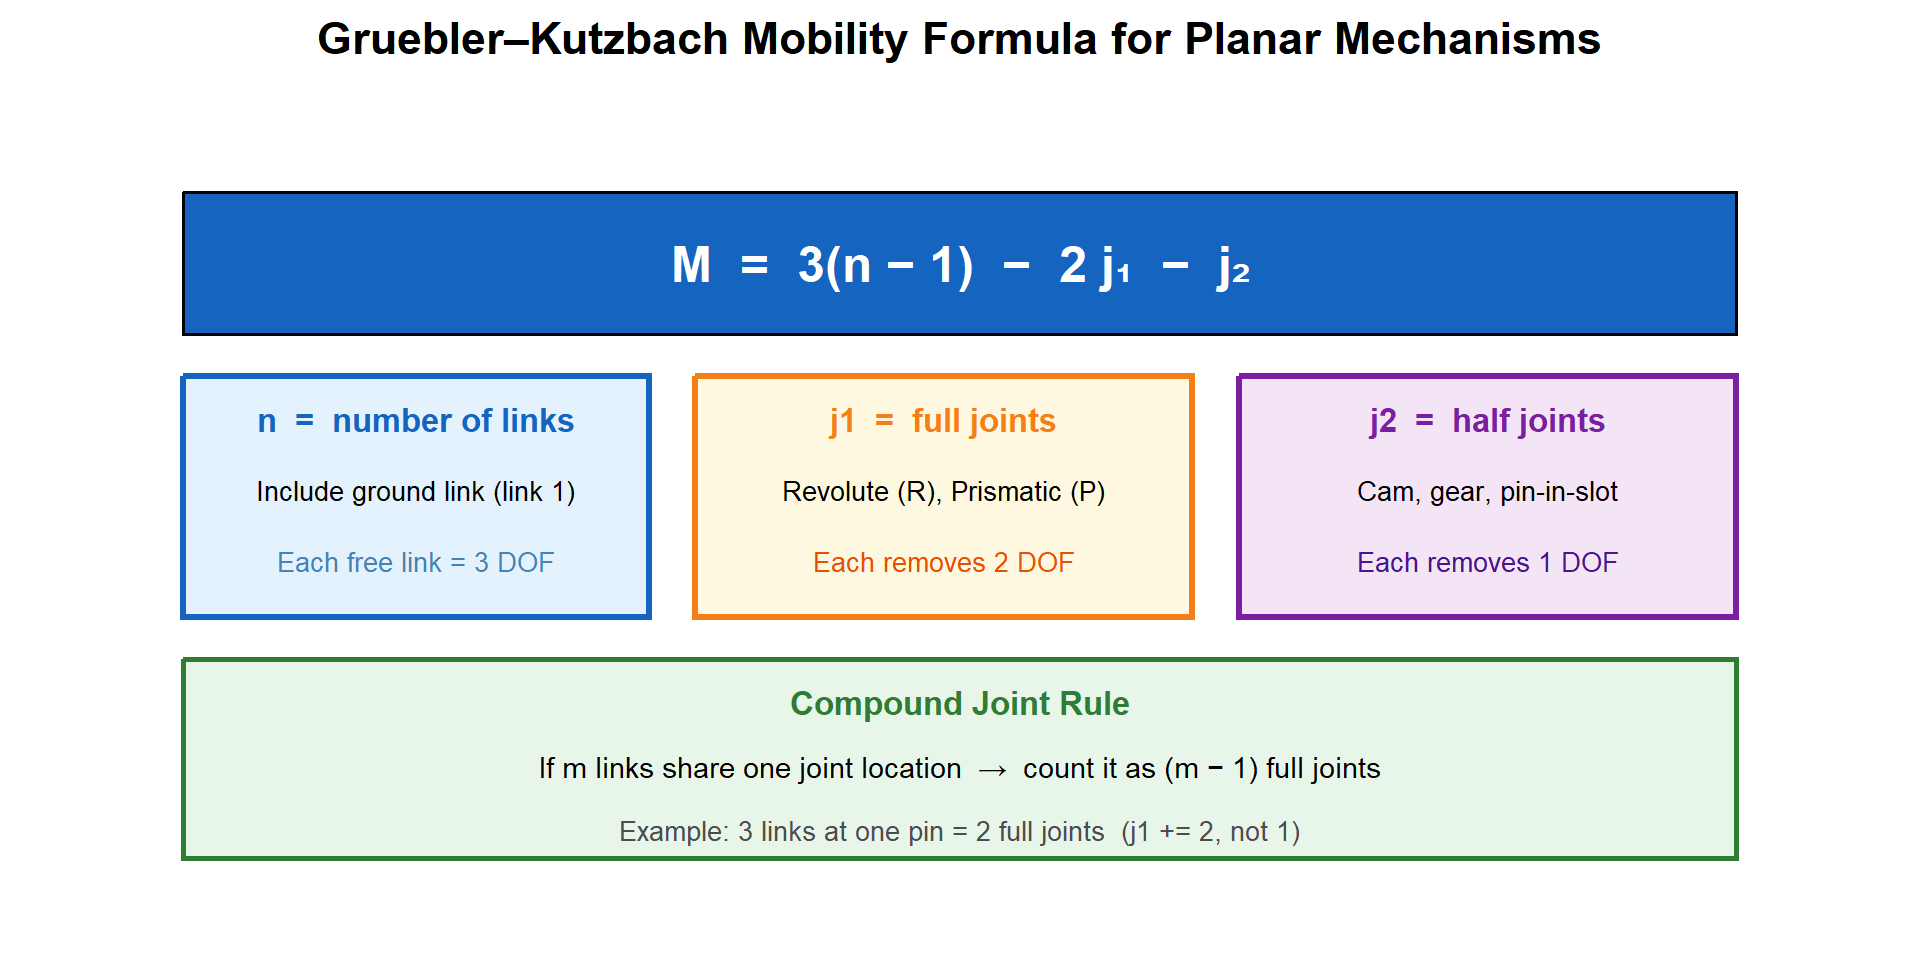 Gruebler–Kutzbach Mobility Formula for Planar Mechanisms
M = 3(n − 1) − 2 j₁ − j₂
n = number of links
Include ground link (link 1)
Each free link = 3 DOF
j1 = full joints
Revolute (R), Prismatic (P)
Each removes 2 DOF
j2 = half joints
Cam, gear, pin-in-slot
Each removes 1 DOF
Compound Joint Rule
If m links share one joint location → count it as (m − 1) full joints
Example: 3 links at one pin = 2 full joints (j1 += 2, not 1)